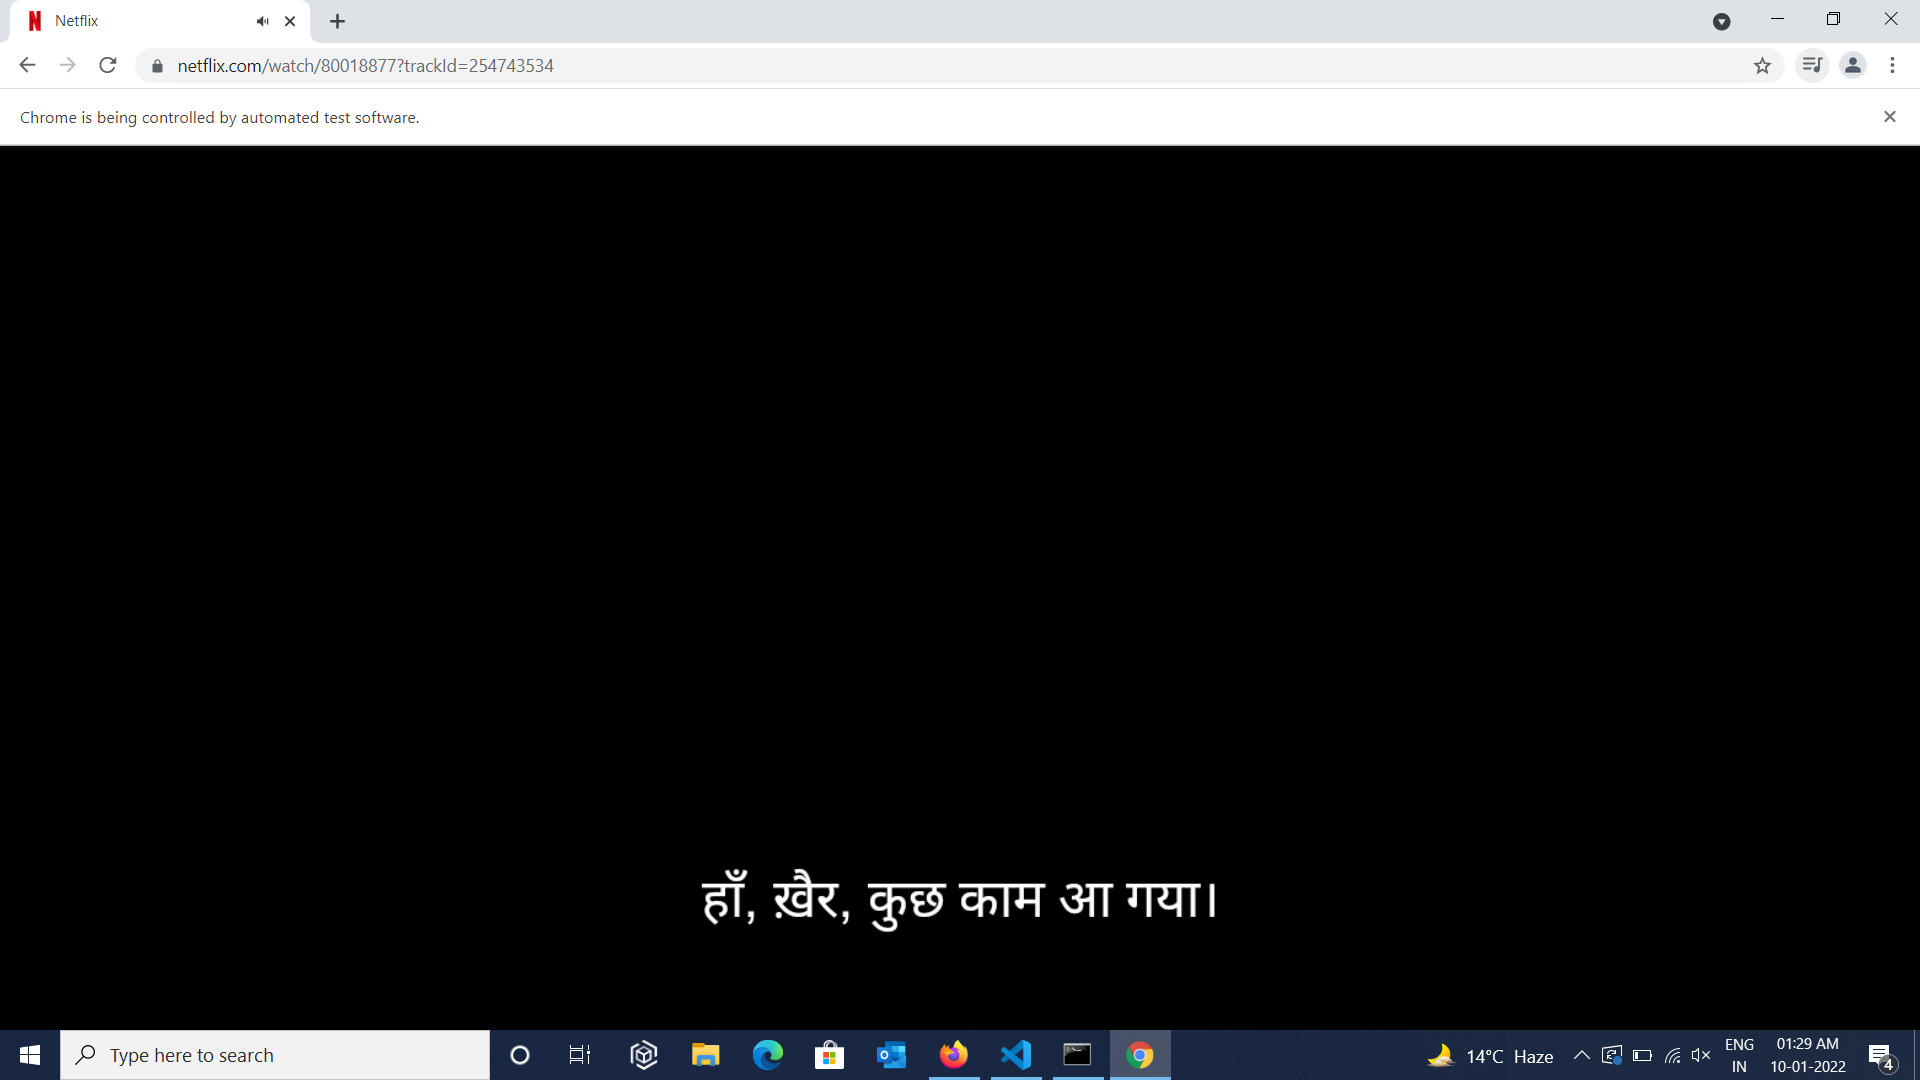 Netflix
netflix.com/watch/80018877?trackId=254743534
Chrome is being controlled by automated test software.
हाँ, ख़ैर, कुछ काम आ गया।
Type here to search
14°C Haze
ENG
IN
01:29 AM
10-01-2022
4